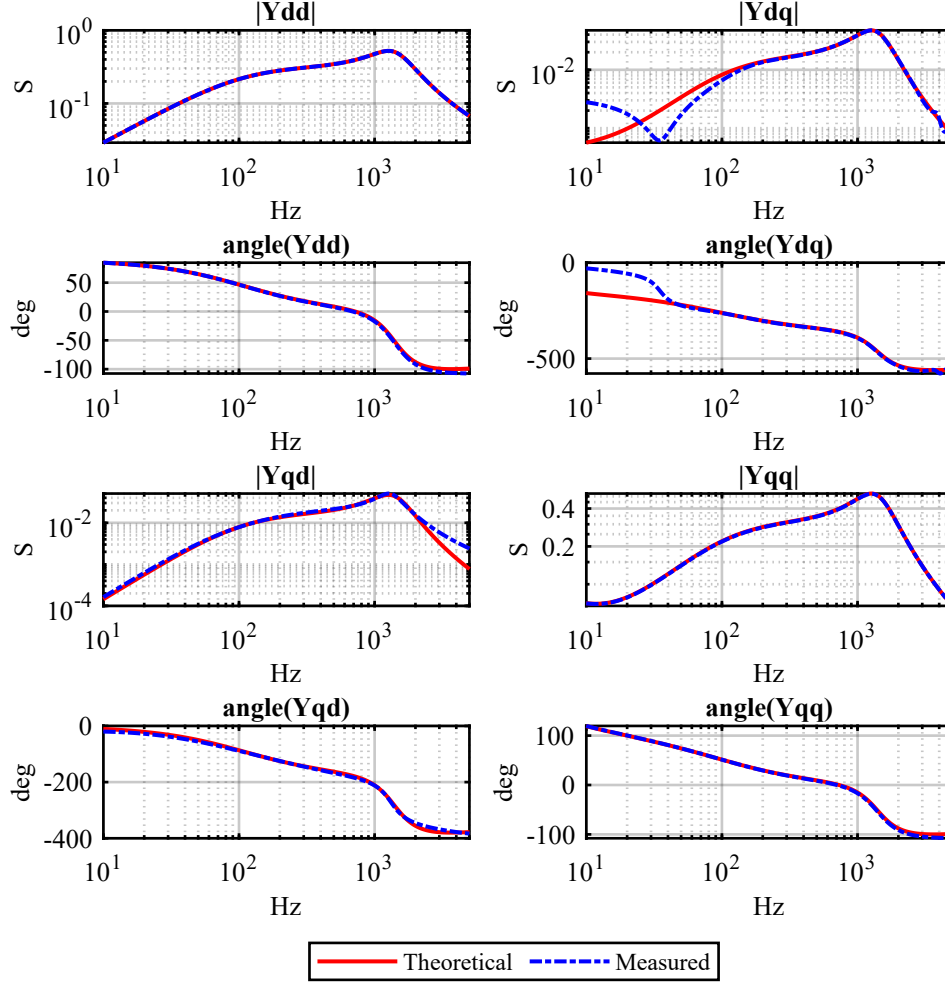 |Ydd| |Ydq|
10^0
10^-1
S
10^1 10^2 10^3
Hz
10^-2
S
10^1 10^2 10^3
Hz
angle(Ydd) angle(Ydq)
50
0
-50
-100
deg
10^1 10^2 10^3
Hz
0
-500
deg
10^1 10^2 10^3
Hz
|Yqd| |Yqq|
10^-2
10^-4
S
10^1 10^2 10^3
Hz
0.4
0.2
S
10^1 10^2 10^3
Hz
angle(Yqd) angle(Yqq)
0
-200
-400
deg
10^1 10^2 10^3
Hz
100
0
-100
deg
10^1 10^2 10^3
Hz
Theoretical Measured